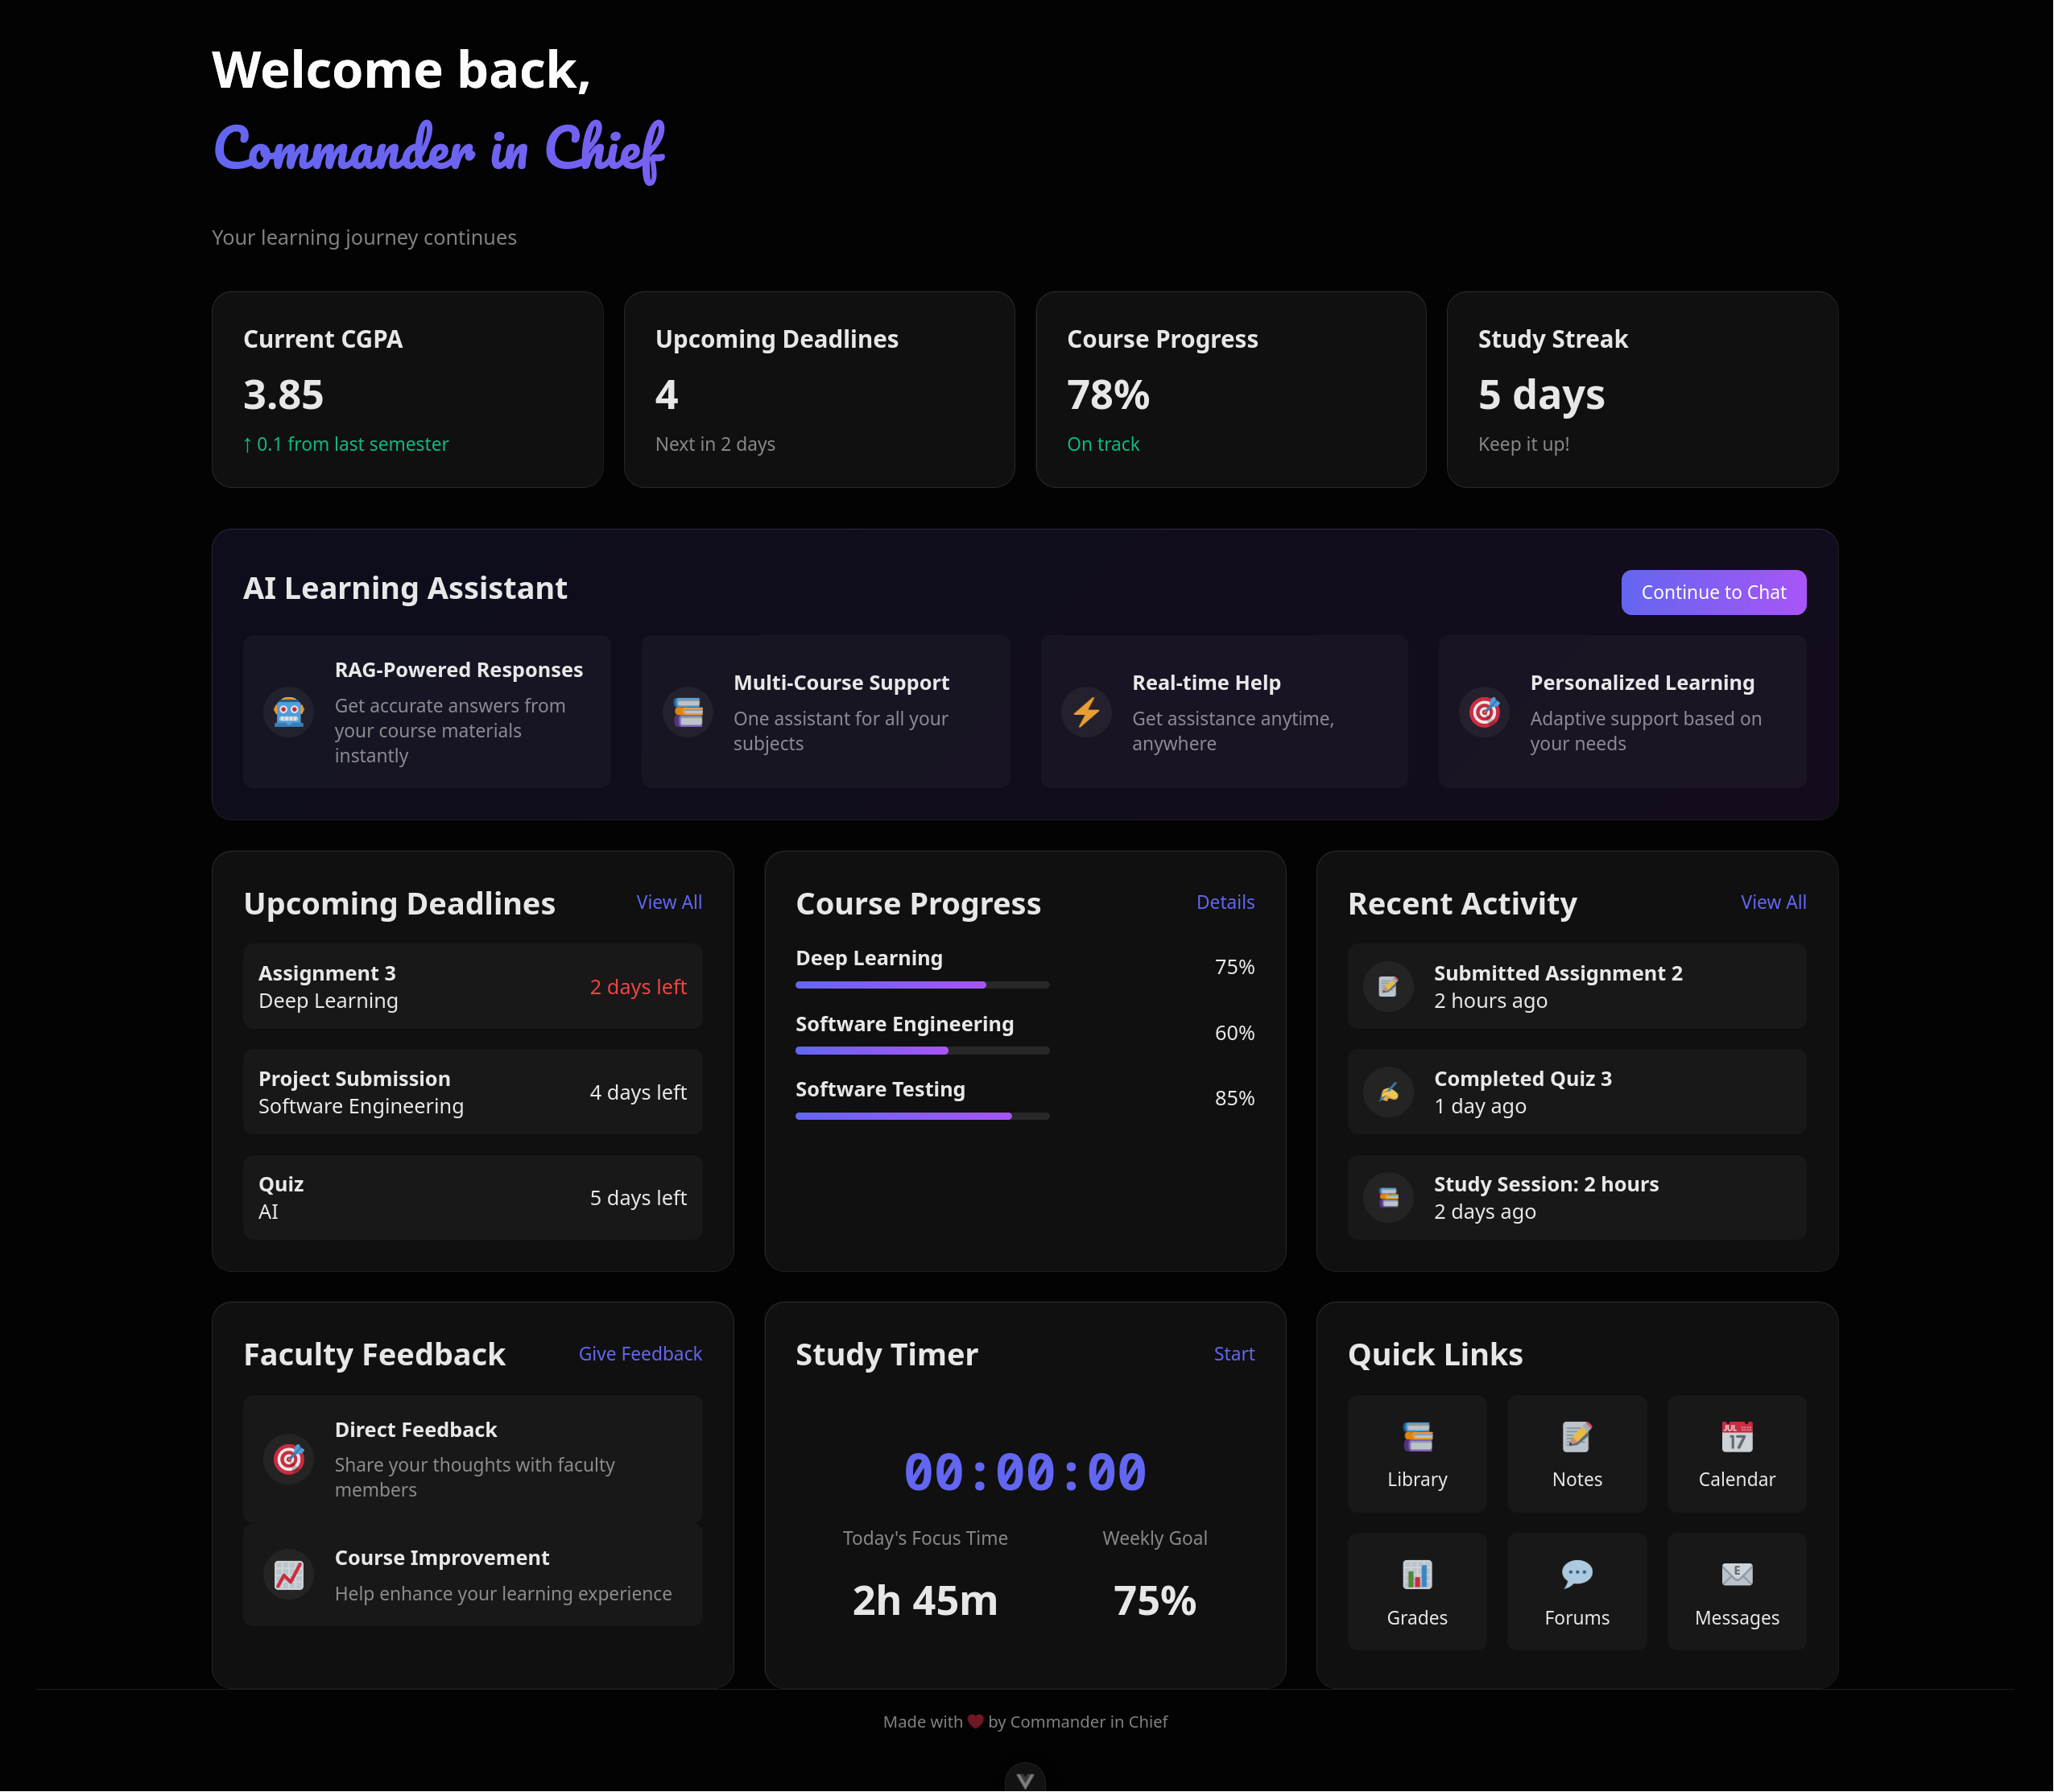 Welcome back,
Commander in Chief
Your learning journey continues
Current CGPA
3.85
↑ 0.1 from last semester
Upcoming Deadlines
4
Next in 2 days
Course Progress
78%
On track
Study Streak
5 days
Keep it up!
AI Learning Assistant
Continue to Chat
RAG-Powered Responses
Get accurate answers from
your course materials
instantly
Multi-Course Support
One assistant for all your
subjects
Real-time Help
Get assistance anytime,
anywhere
Personalized Learning
Adaptive support based on
your needs
Upcoming Deadlines
View All
Assignment 3
Deep Learning
2 days left
Project Submission
Software Engineering
4 days left
Quiz
AI
5 days left
Course Progress
Details
Deep Learning
75%
Software Engineering
60%
Software Testing
85%
Recent Activity
View All
Submitted Assignment 2
2 hours ago
Completed Quiz 3
1 day ago
Study Session: 2 hours
2 days ago
Faculty Feedback
Give Feedback
Direct Feedback
Share your thoughts with faculty
members
Course Improvement
Help enhance your learning experience
Study Timer
Start
00:00:00
Today's Focus Time
2h 45m
Weekly Goal
75%
Quick Links
Library
Notes
JUL
17
Calendar
Grades
Forums
E
Messages
Made with ❤ by Commander in Chief